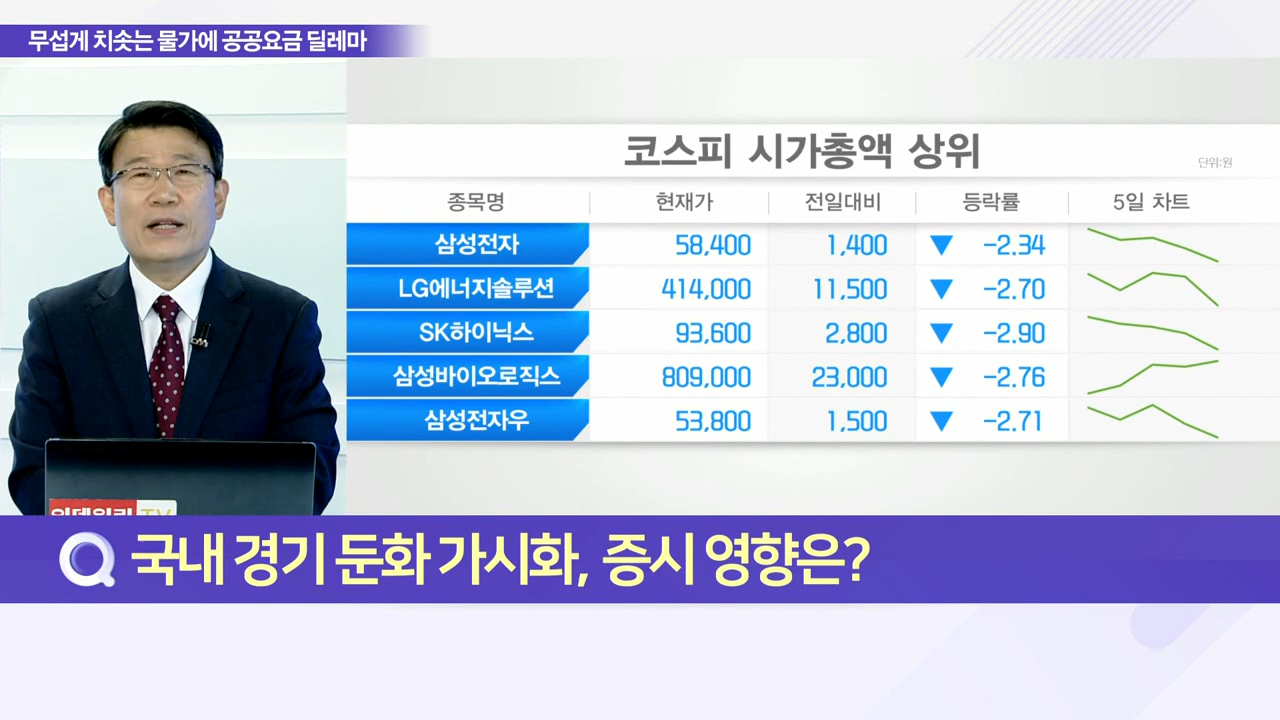 무섭게 치솟는 물가에 공공요금 딜레마
코스피 시가총액 상위
단위:원
종목명 현재가 전일대비 등락률 5일 차트
삼성전자 58,400 1,400 ▼ -2.34
LG에너지솔루션 414,000 11,500 ▼ -2.70
SK하이닉스 93,600 2,800 ▼ -2.90
삼성바이오로직스 809,000 23,000 ▼ -2.76
삼성전자우 53,800 1,500 ▼ -2.71
이데일리 TV
Q 국내 경기 둔화 가시화, 증시 영향은?